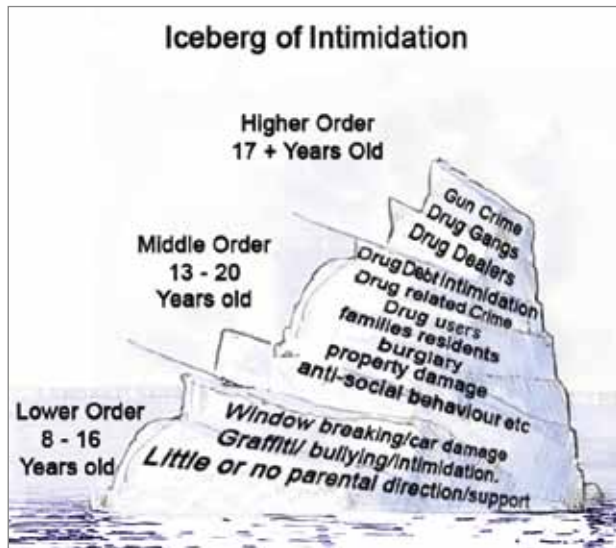 Iceberg of Intimidation
Higher Order
17 + Years Old
Gun Crime
Drug Gangs
Drug Dealers
Middle Order
13 - 20
Years old
Drug Debt Intimidation
Drug related Crime
Drug users
families residents
burglary
property damage
anti-social behaviour etc
Lower Order
8 - 16
Years old
Window breaking/car damage
Graffiti/ bullying/intimidation.
Little or no parental direction/support